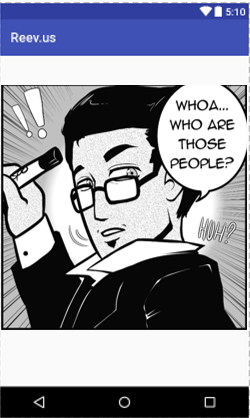 5:10
Reev.us
!!
WHOA...
WHO ARE
THOSE
PEOPLE?
HUH?